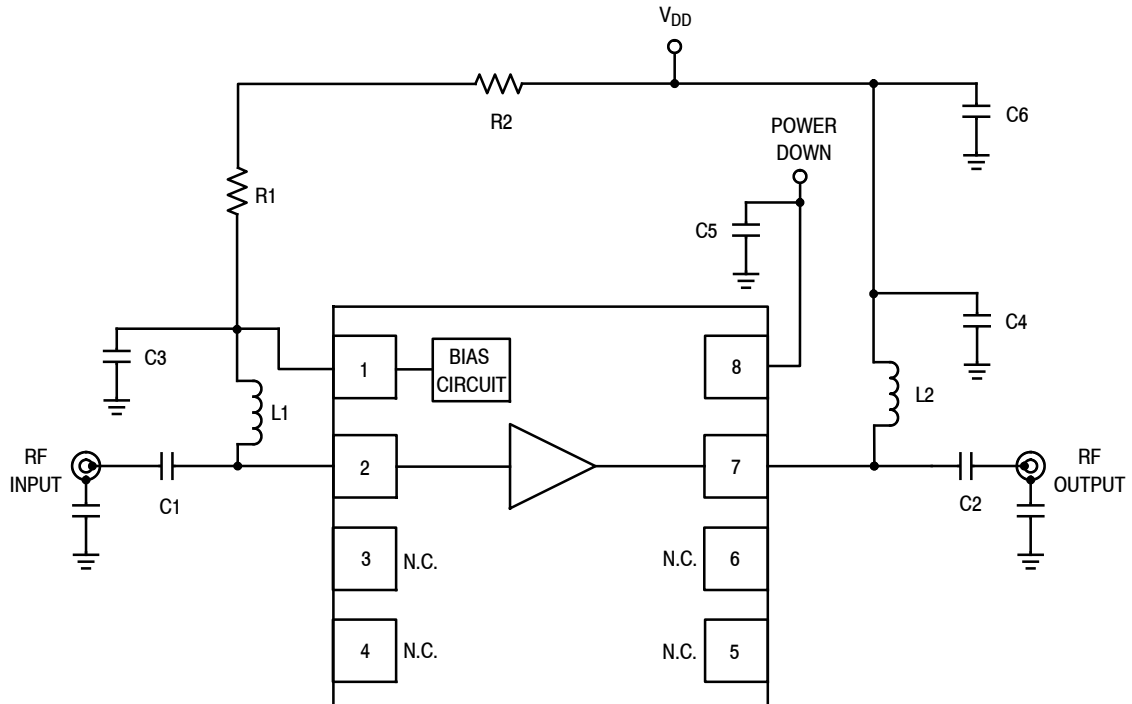 VDD
R2
C6
POWER
DOWN
R1
C5
C4
C3
1
BIAS
CIRCUIT
8
L1
L2
RF
INPUT
C1
2
7
C2
RF
OUTPUT
3
N.C.
N.C.
6
4
N.C.
N.C.
5